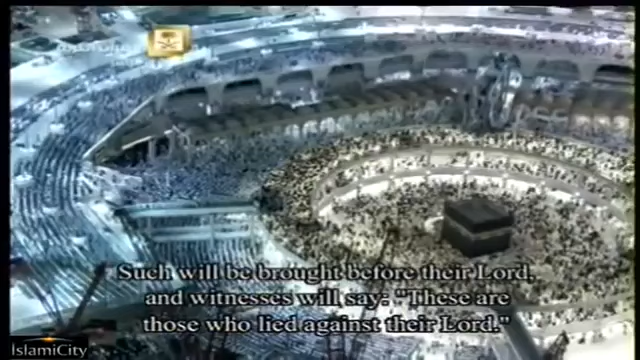 Such will be brought before their Lord,
and witnesses will say: "These are
those who lied against their Lord."
IslamiCity